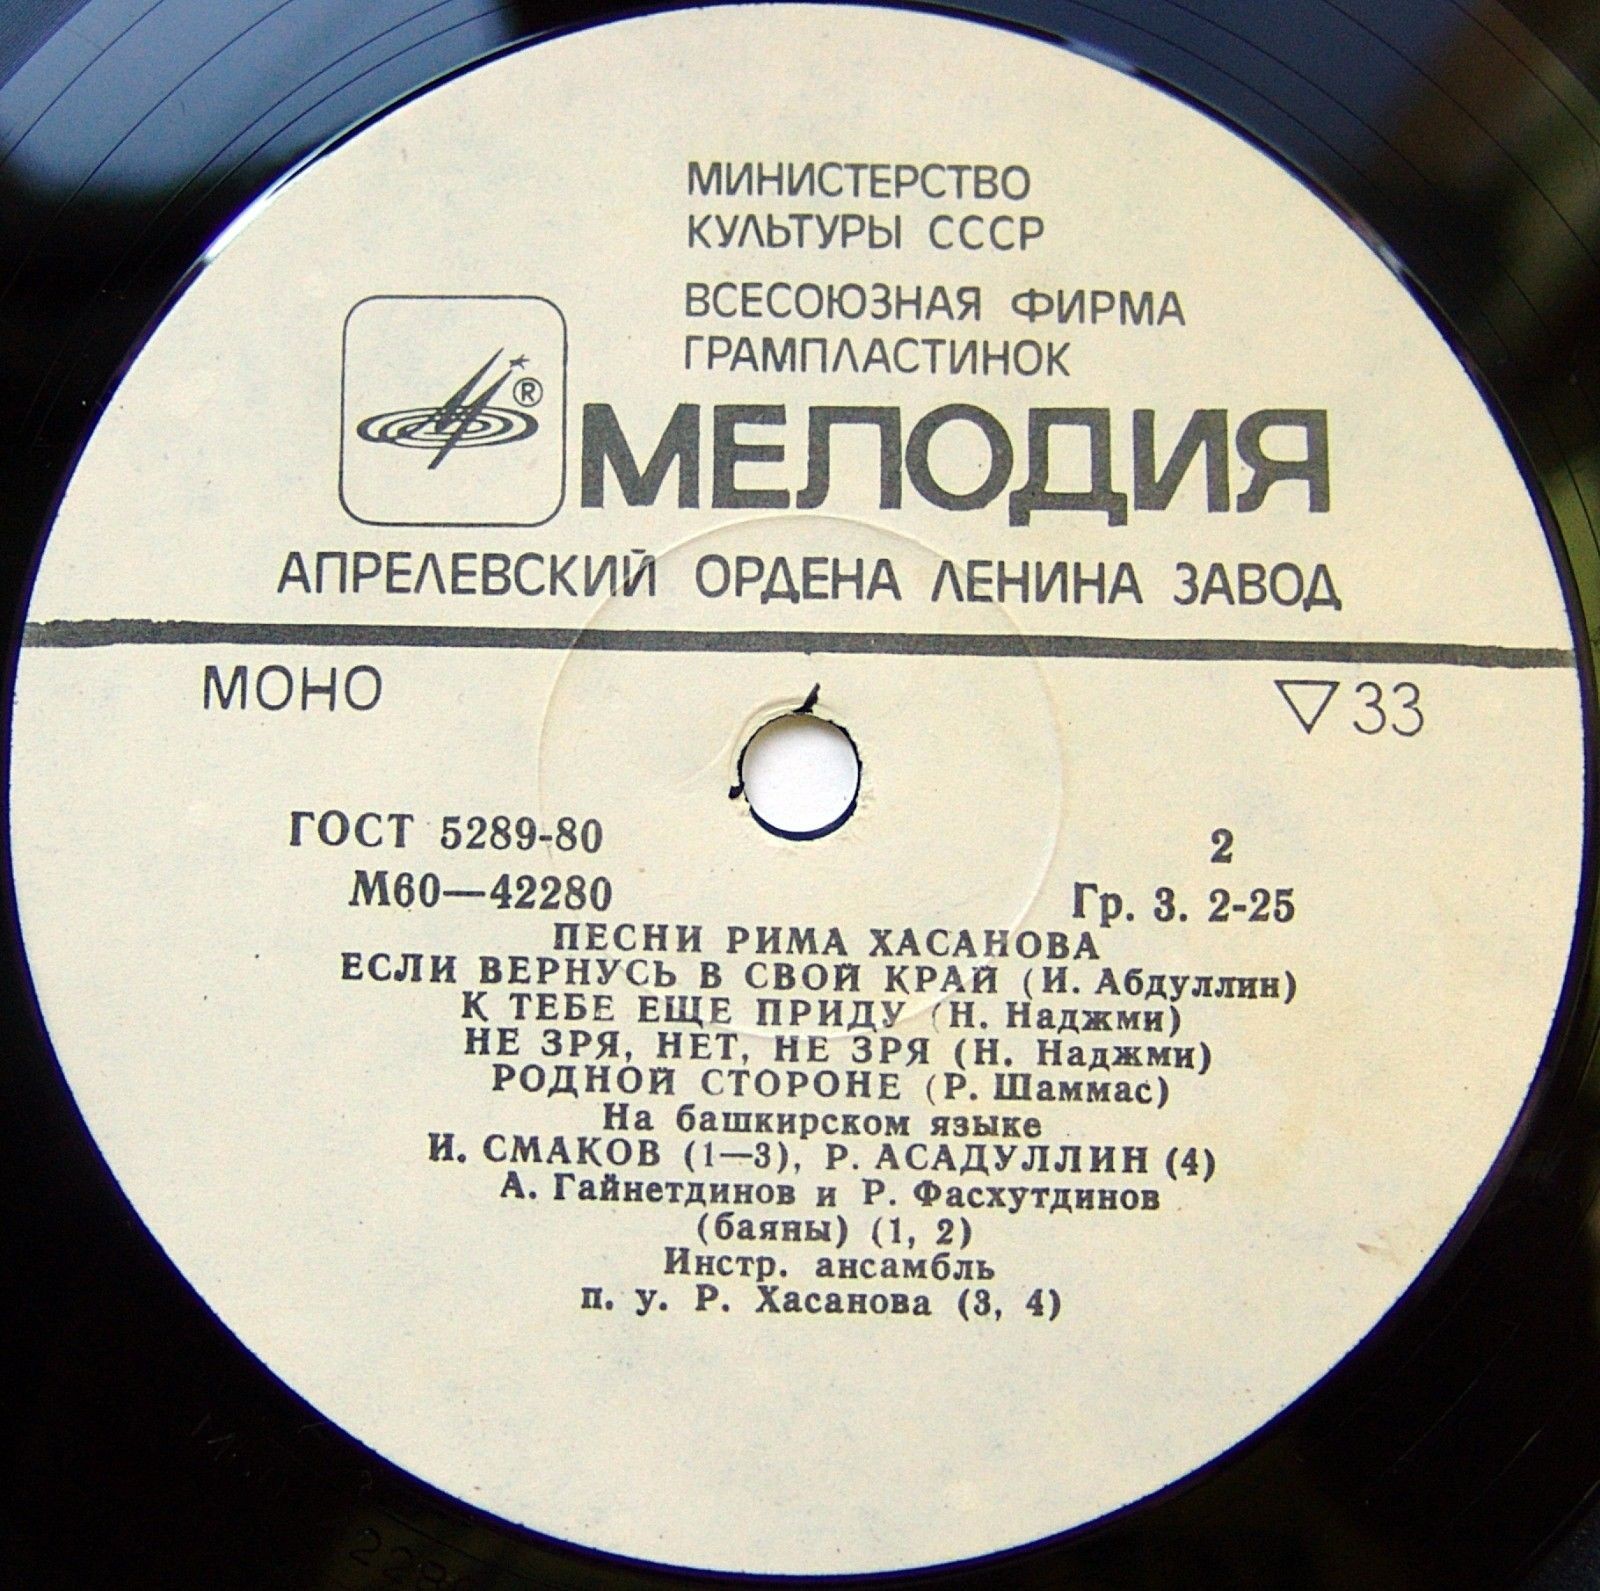 МИНИСТЕРСТВО
КУЛЬТУРЫ СССР
ВСЕСОЮЗНАЯ ФИРМА
ГРАМПЛАСТИНОК
®
МЕЛОДИЯ
АПРЕЛЕВСКИЙ ОРДЕНА ЛЕНИНА ЗАВОД
МОНО
▽33
ГОСТ 5289-80
2
М60—42280
Гр. 3. 2-25
ПЕСНИ РИМА ХАСАНОВА
ЕСЛИ ВЕРНУСЬ В СВОЙ КРАЙ (И. Абдуллин)
К ТЕБЕ ЕЩЕ ПРИДУ (Н. Наджми)
НЕ ЗРЯ, НЕТ, НЕ ЗРЯ (Н. Наджми)
РОДНОЙ СТОРОНЕ (Р. Шаммас)
На башкирском языке
И. СМАКОВ (1—3), Р. АСАДУЛЛИН (4)
А. Гайнетдинов и Р. Фасхутдинов
(баяны) (1, 2)
Инстр. ансамбль
п. у. Р. Хасанова (3, 4)